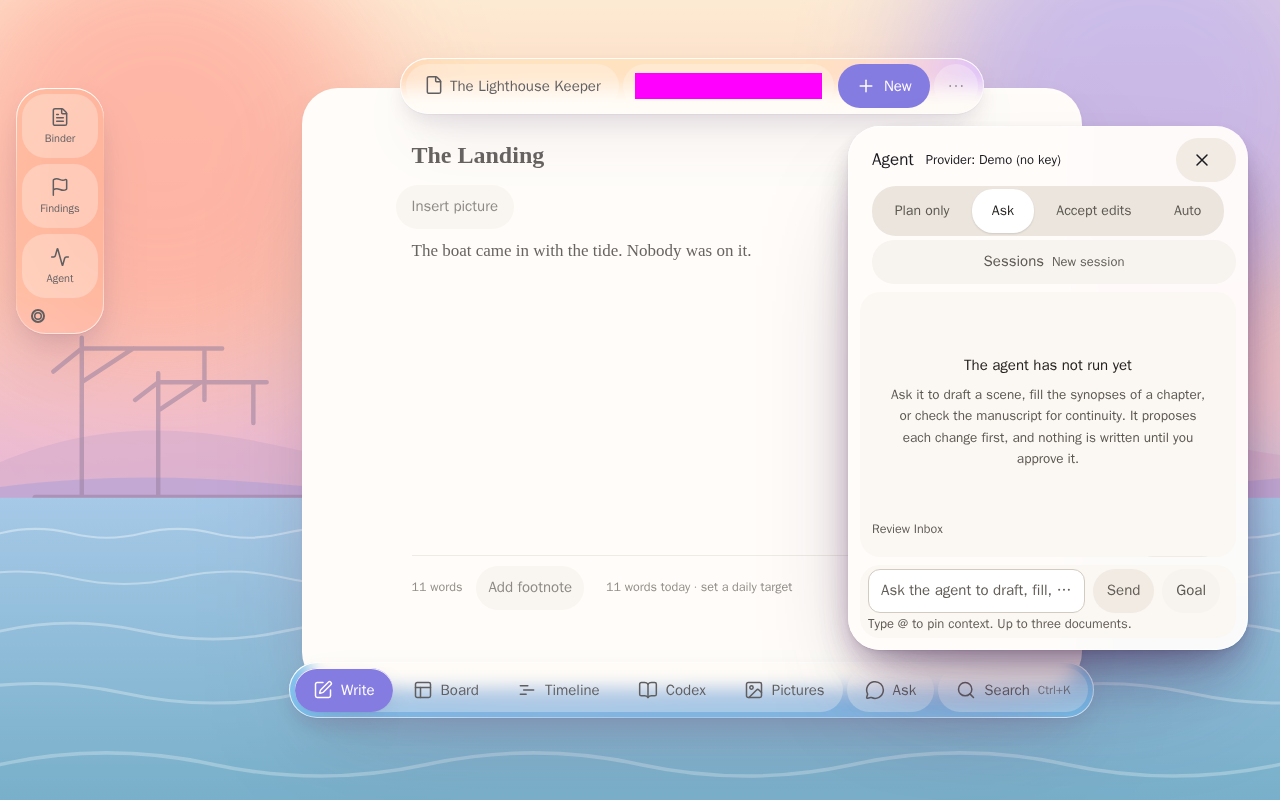 The Lighthouse Keeper
New
Binder
Findings
Agent
The Landing
Insert picture
The boat came in with the tide. Nobody was on it.
11 words
Add footnote
11 words today · set a daily target
Agent
Provider: Demo (no key)
Plan only
Ask
Accept edits
Auto
Sessions New session
The agent has not run yet
Ask it to draft a scene, fill the synopses of a chapter,
or check the manuscript for continuity. It proposes
each change first, and nothing is written until you
approve it.
Review Inbox
Ask the agent to draft, fill, ···
Send
Goal
Type @ to pin context. Up to three documents.
Write
Board
Timeline
Codex
Pictures
Ask
Search Ctrl+K